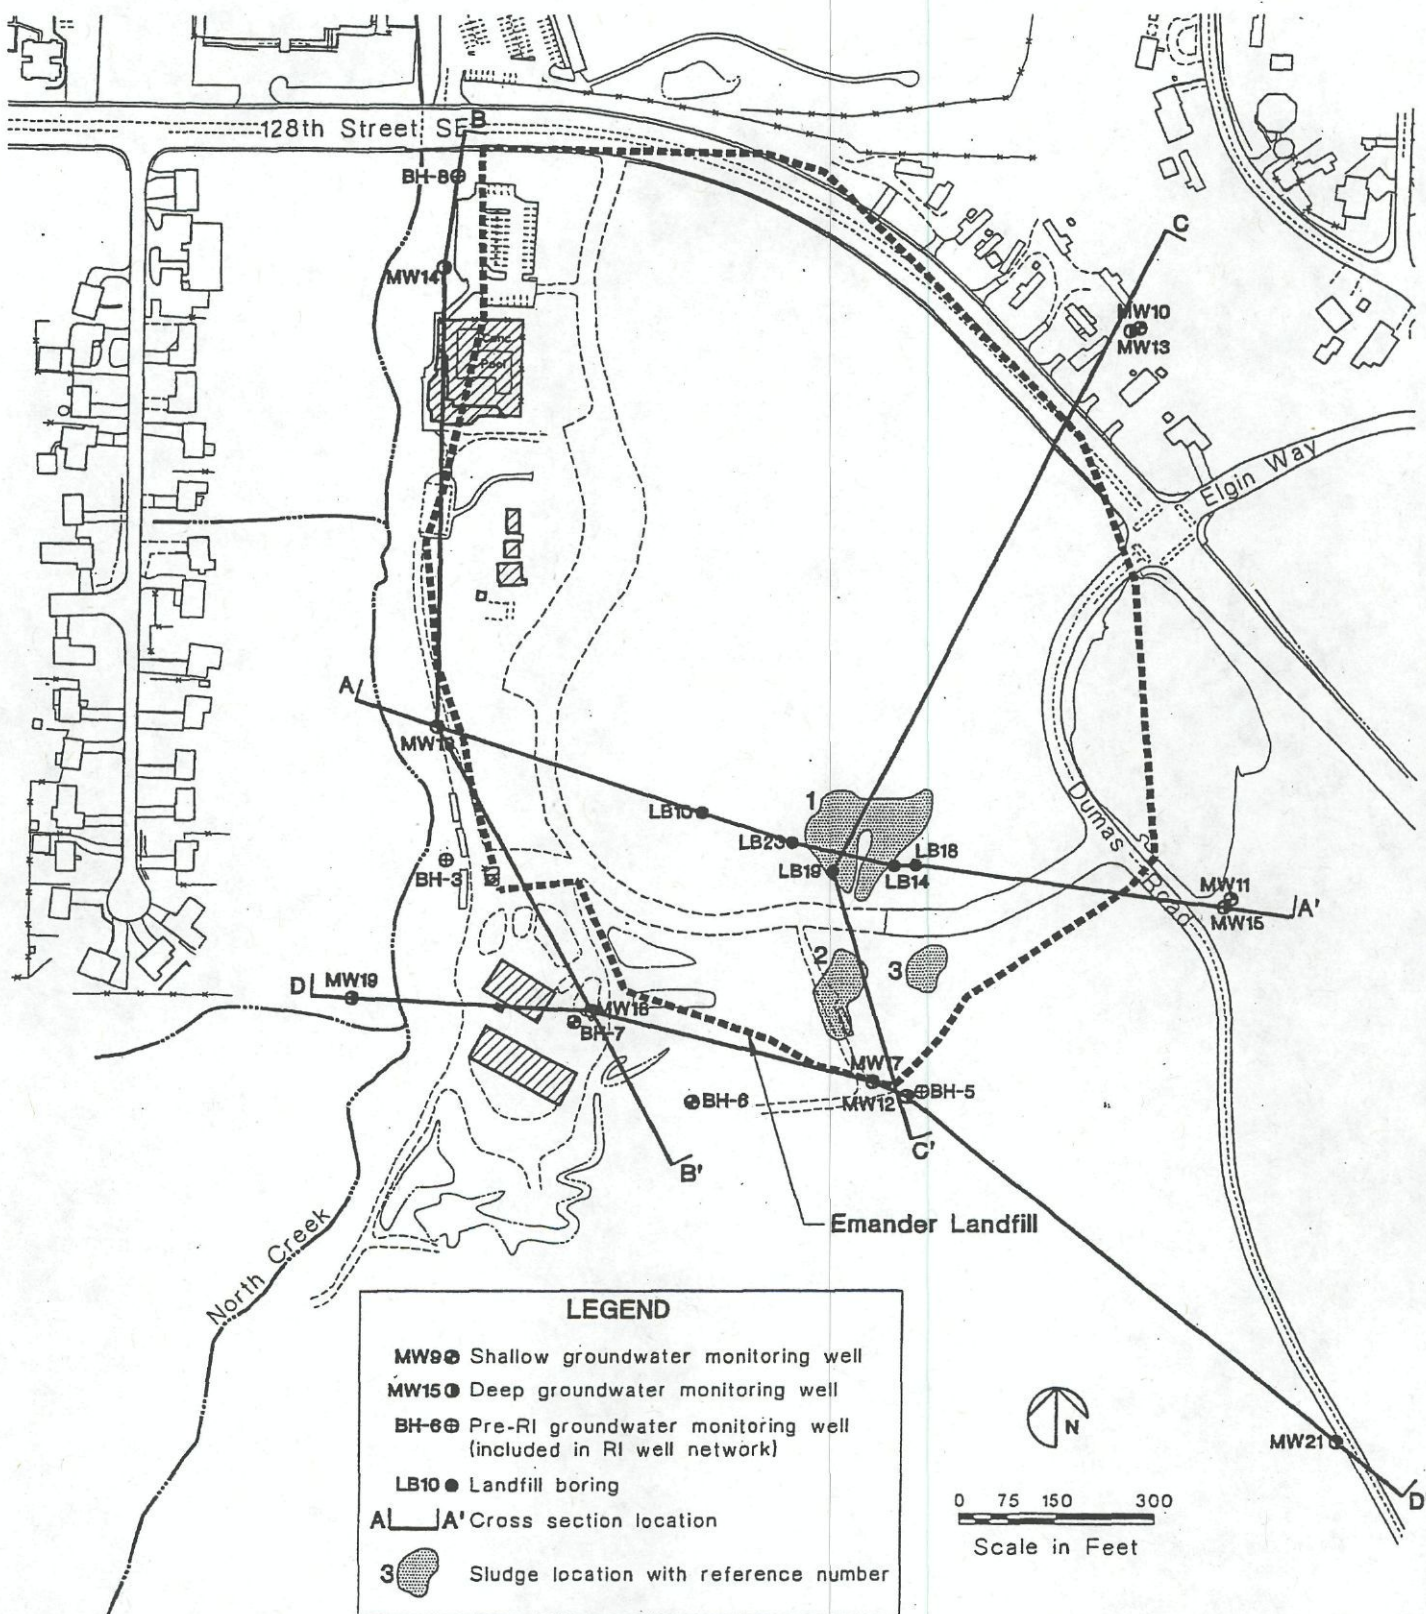 128th Street SE
B
BH-8
C
MW14
MW10
MW13
Conc
Pool
Elgin Way
A
MW18
1
LB10
LB23
LB18
LB19
LB14
Dumas Road
BH-3
MW11
A'
MW15
2
3
D
MW19
MW16
BH-7
MW17
BH-5
BH-6
MW12
C'
B'
Emander Landfill
North Creek
LEGEND
MW9 Shallow groundwater monitoring well
MW15 Deep groundwater monitoring well
BH-6 Pre-RI groundwater monitoring well
(included in RI well network)
LB10 Landfill boring
A A' Cross section location
3 Sludge location with reference number
N
MW21
0 75 150 300
D
Scale in Feet